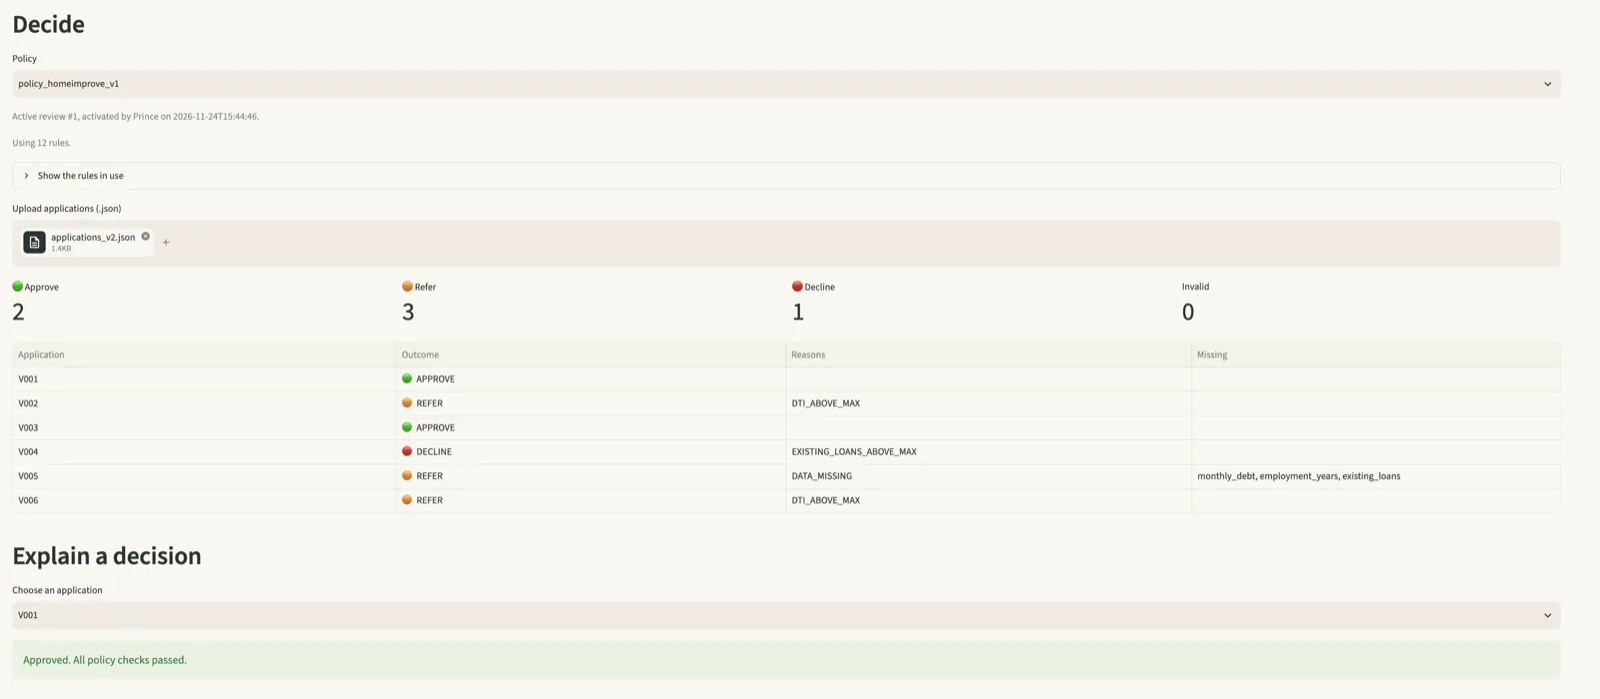 Decide
Policy
policy_homeimprove_v1
Active review #1, activated by Prince on 2026-11-24T15:44:46.
Using 12 rules.
Show the rules in use
Upload applications (.json)
applications_v2.json
1.4KB
Approve Refer Decline Invalid
2 3 1 0
Application Outcome Reasons Missing
V001 APPROVE
V002 REFER DTI_ABOVE_MAX
V003 APPROVE
V004 DECLINE EXISTING_LOANS_ABOVE_MAX
V005 REFER DATA_MISSING monthly_debt, employment_years, existing_loans
V006 REFER DTI_ABOVE_MAX
Explain a decision
Choose an application
V001
Approved. All policy checks passed.